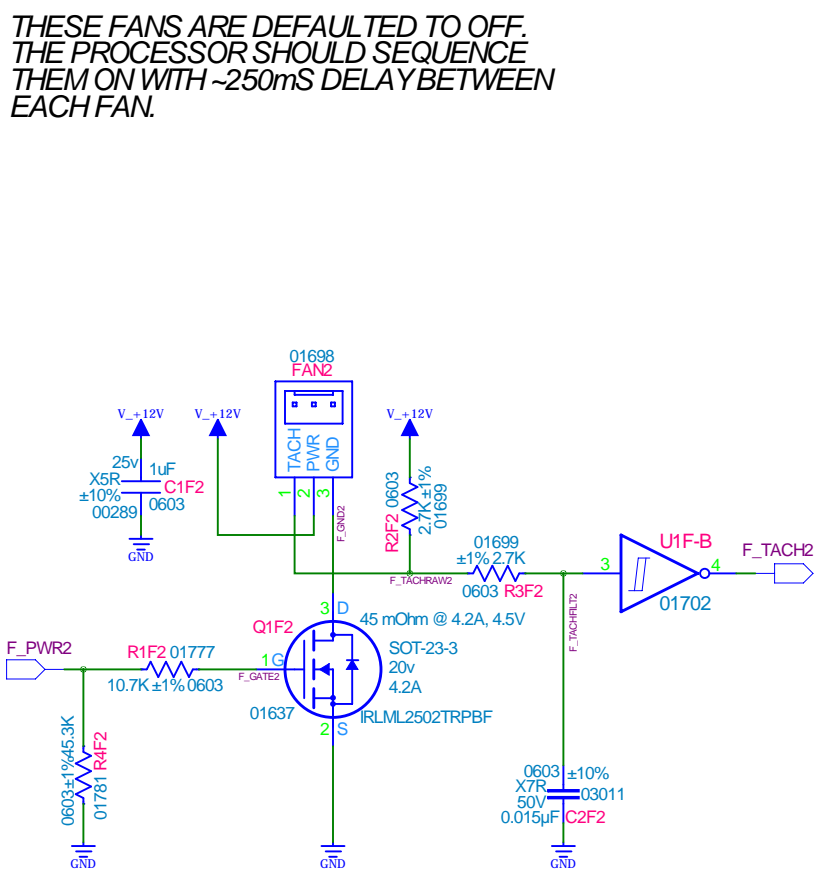 THESE FANS ARE DEFAULTED TO OFF.
THE PROCESSOR SHOULD SEQUENCE
THEM ON WITH ~250mS DELAY BETWEEN
EACH FAN.
01698
FAN2
V_+12V
V_+12V
V_+12V
TACH
PWR
GND
1
2
3
25v
1uF
X5R
C1F2
±10%
0603
00289
GND
F_GND2
R2F2 0603
2.7K ±1%
01699
F_TACHRAW2
01699
±1% 2.7K
0603 R3F2
F_TACHFILT2
3
U1F-B
4
01702
F_TACH2
F_PWR2
R1F2 01777
10.7K ±1% 0603
F_GATE2
Q1F2
1 G
3 D
2 S
01637
45 mOhm @ 4.2A, 4.5V
SOT-23-3
20v
4.2A
IRLML2502TRPBF
0603 ±1% 45.3K
01781 R4F2
GND
GND
0603 ±10%
X7R
03011
50V
0.015µF C2F2
GND